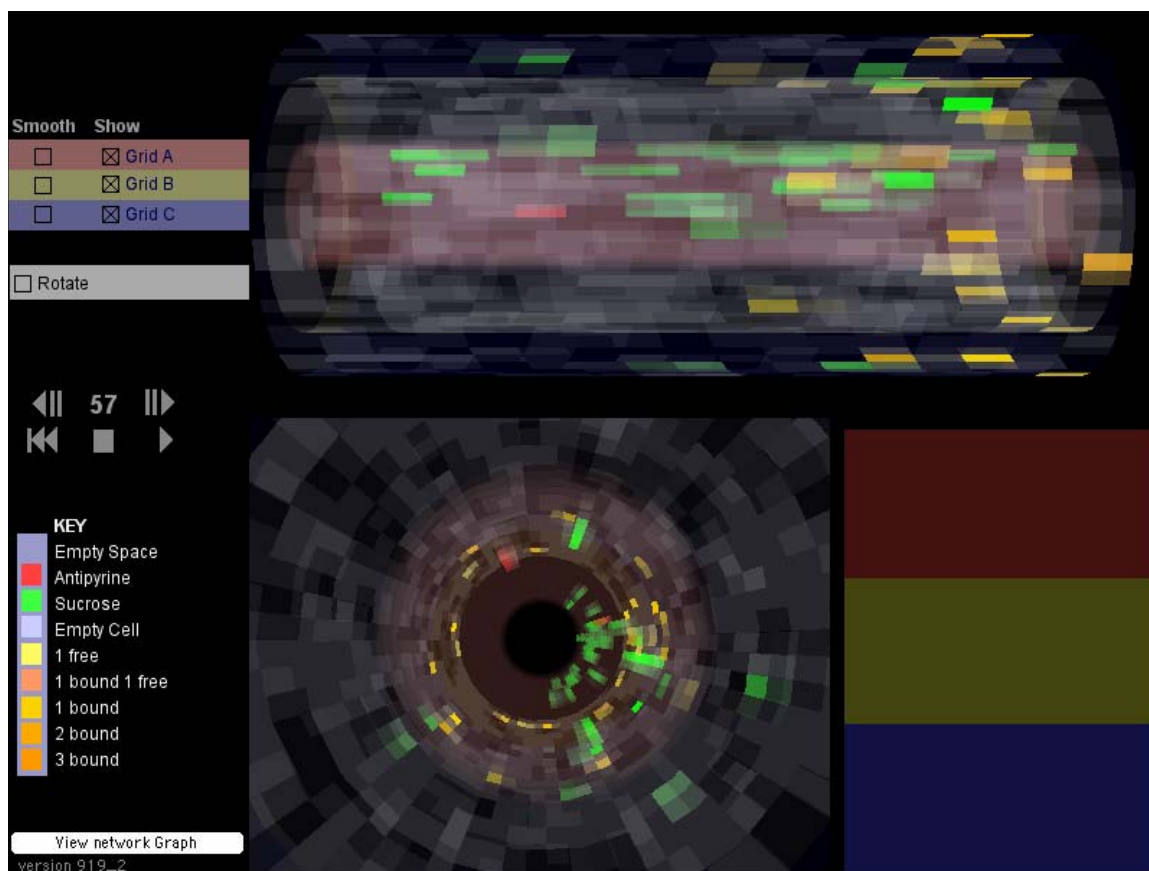 Smooth Show
Grid A
Grid B
Grid C
Rotate
57
KEY
Empty Space
Antipyrine
Sucrose
Empty Cell
1 free
1 bound 1 free
1 bound
2 bound
3 bound
View network Graph
version 919_2